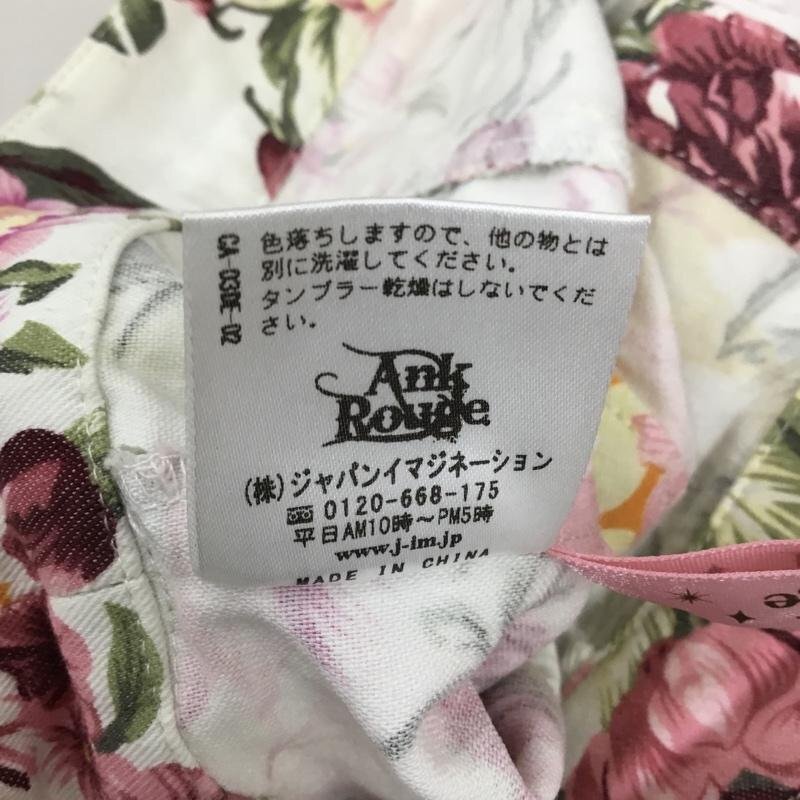 色落ちしますので、他の物とは
別に洗濯してください。
タンブラー乾燥はしないでくだ
さい。
CA-030E-02
Ank
Rouge
(株)ジャパンイマジネーション
0120-668-175
平日AM10時～PM5時
www.j-im.jp
MADE IN CHINA